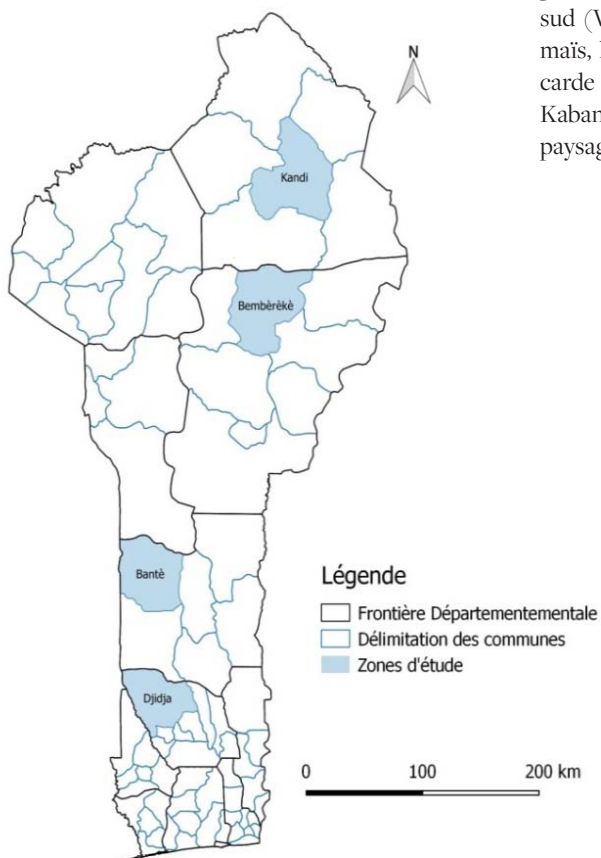 sud (V
maïs,
carde
Kaban
paysag
N
Kandi
Bembèrèkè
Bantè
Djidja
Légende
Frontière Départementementale
Délimitation des communes
Zones d'étude
0 100 200 km